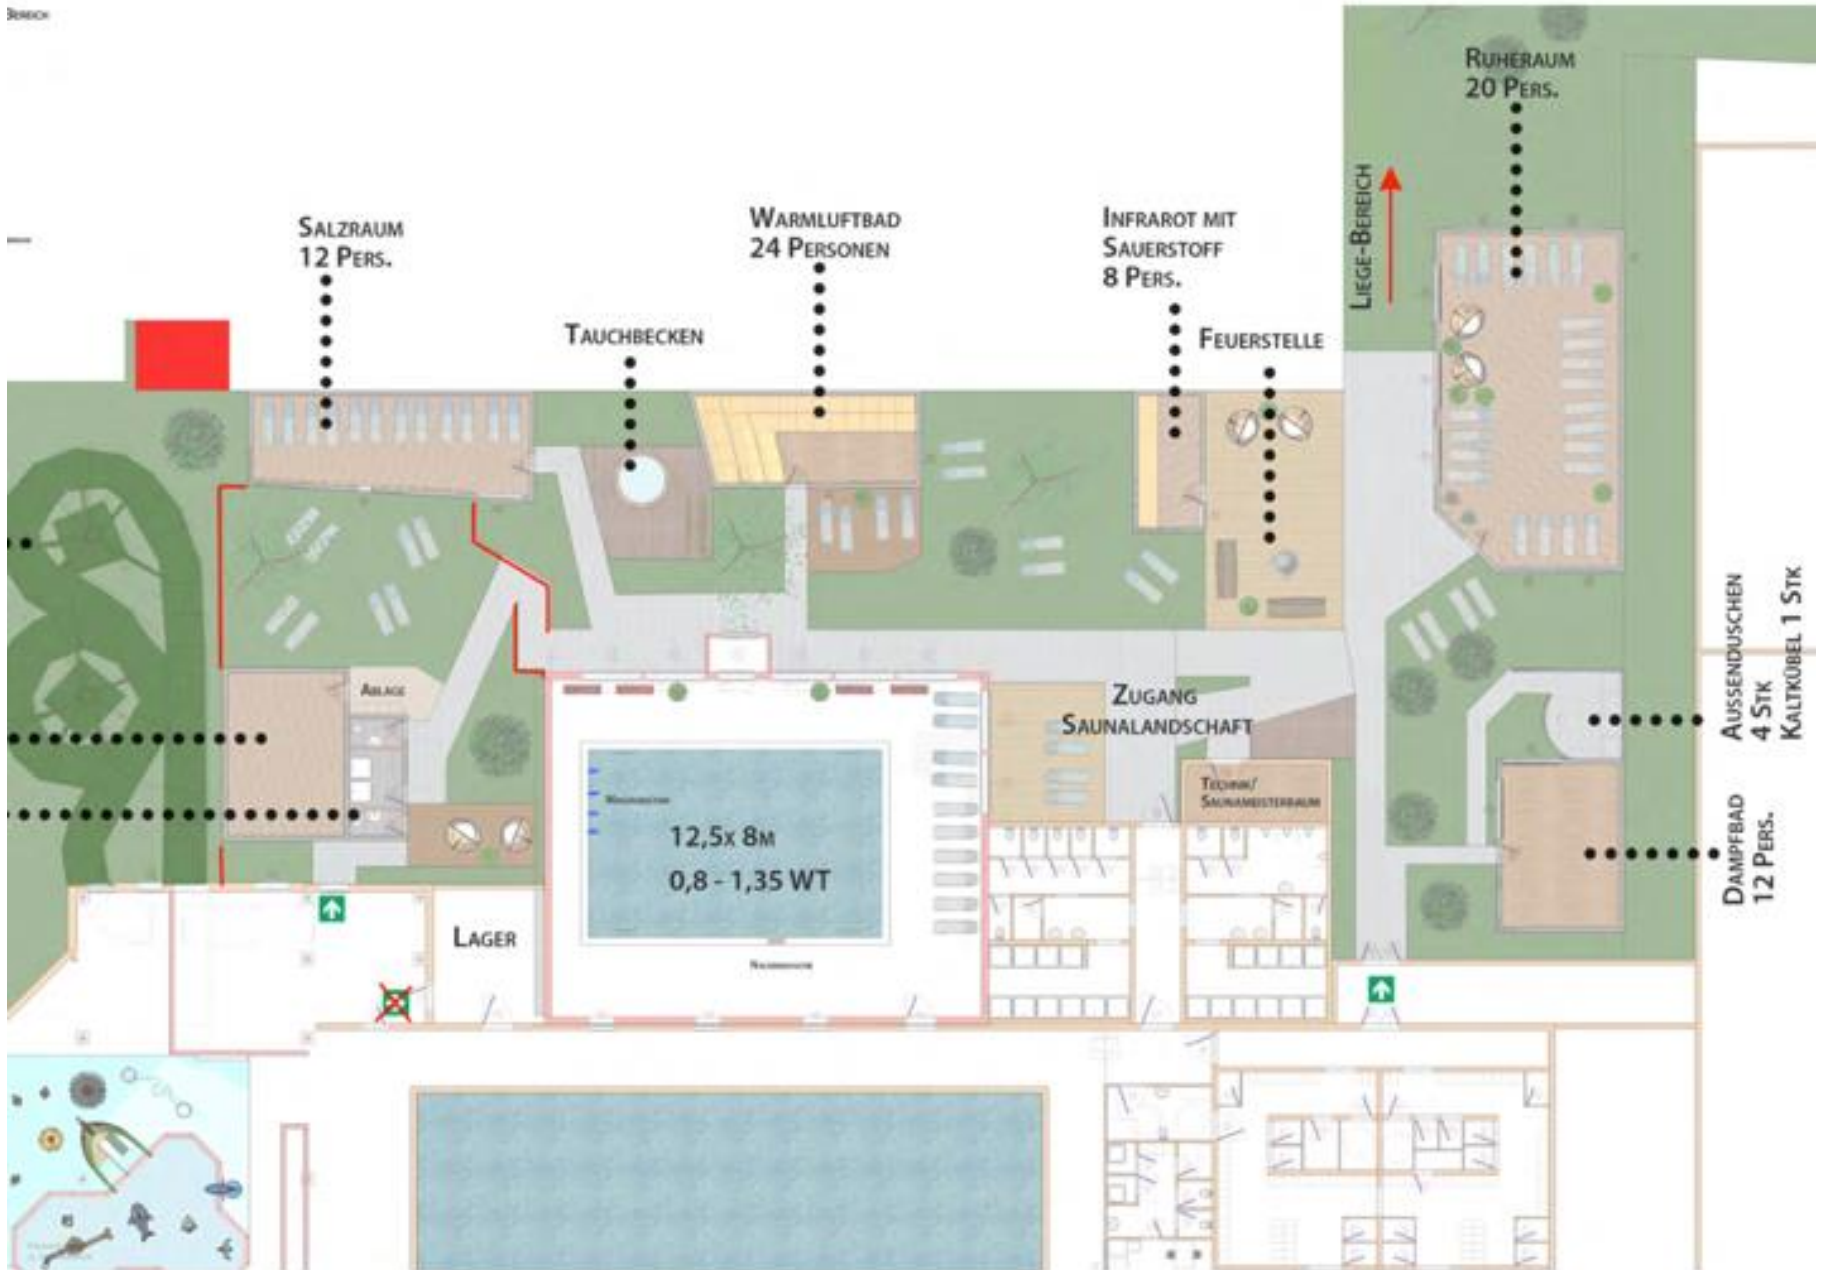 BEREICH
RUHERAUM
20 PERS.
LIEGE-BEREICH
SALZRAUM
12 PERS.
WARMLUFTBAD
24 PERSONEN
INFRAROT MIT
SAUERSTOFF
8 PERS.
TAUCHBECKEN
FEUERSTELLE
AUSSENDUSCHEN
4 STK
KALTKÜBEL 1 STK
ABLAGE
ZUGANG
SAUNALANDSCHAFT
TECHNIK/
SAUNAMEISTERRAUM
12,5X 8M
0,8 - 1,35 WT
DAMPFBAD
12 PERS.
LAGER